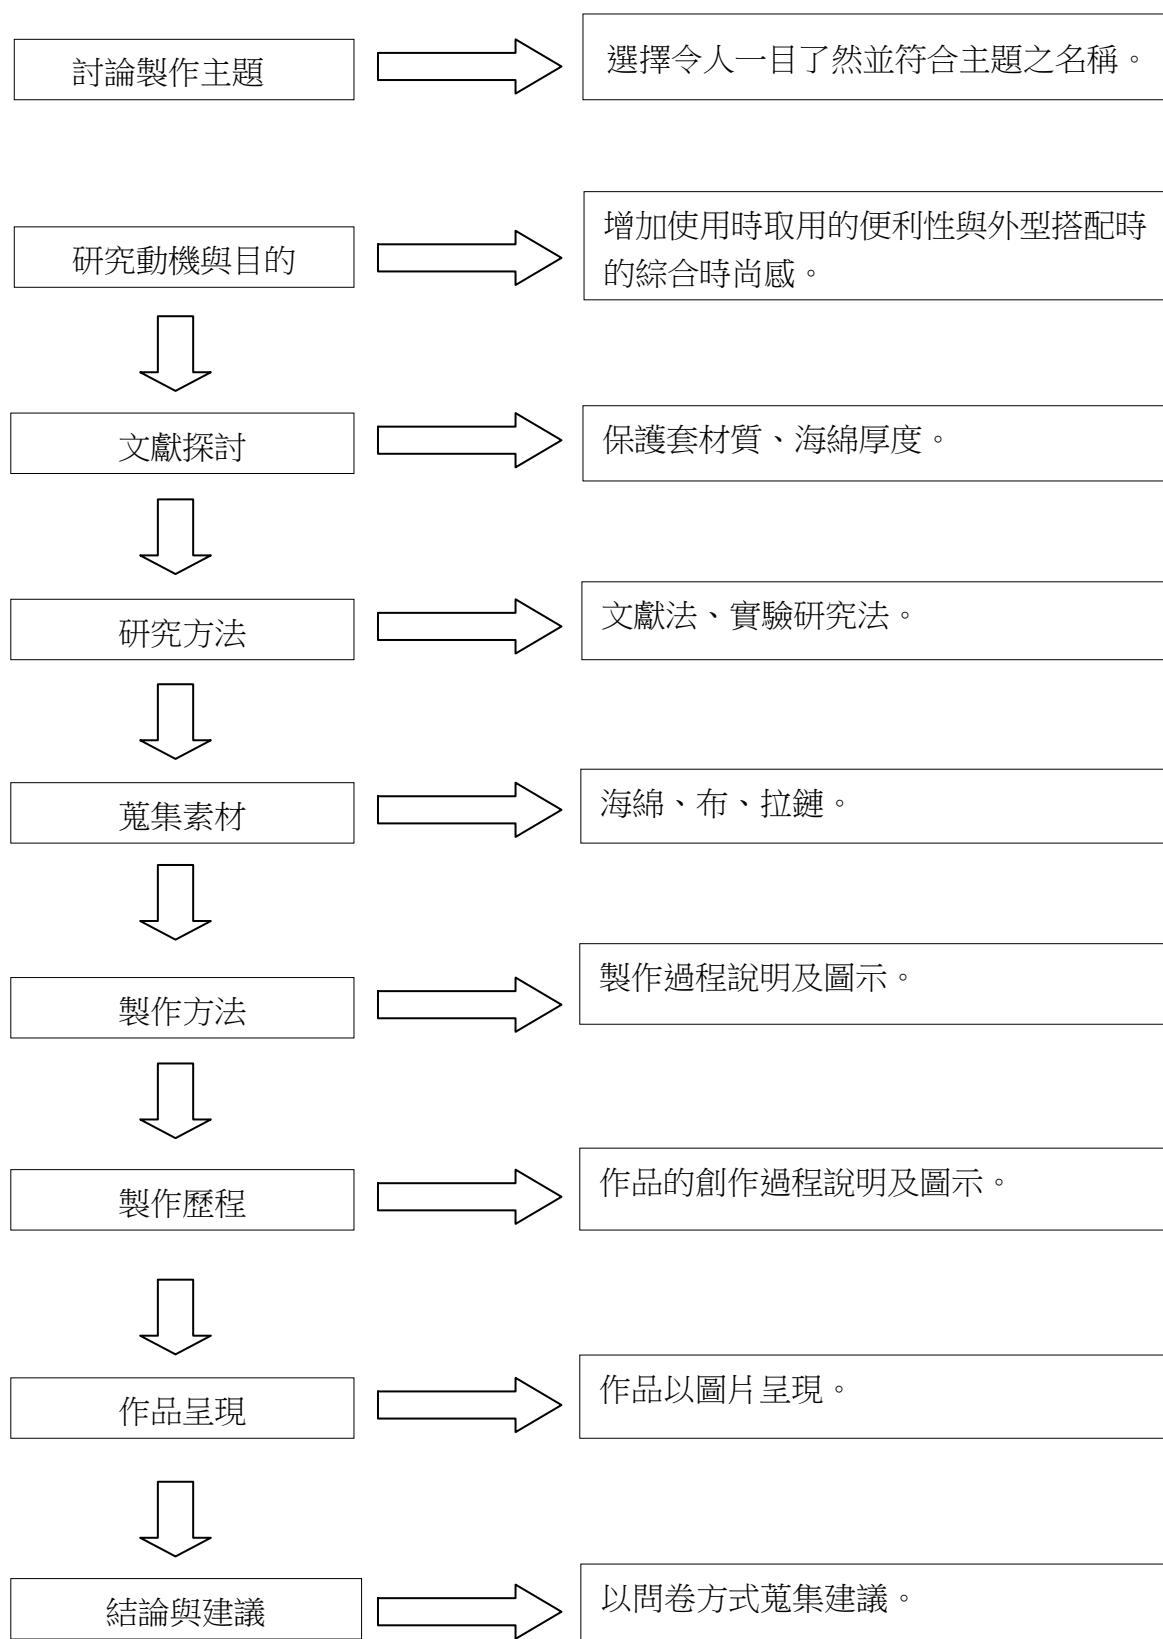 討論製作主題
選擇令人一目了然並符合主題之名稱。
研究動機與目的
增加使用時取用的便利性與外型搭配時
的綜合時尚感。
文獻探討
保護套材質、海綿厚度。
研究方法
文獻法、實驗研究法。
蒐集素材
海綿、布、拉鏈。
製作方法
製作過程說明及圖示。
製作歷程
作品的創作過程說明及圖示。
作品呈現
作品以圖片呈現。
結論與建議
以問卷方式蒐集建議。